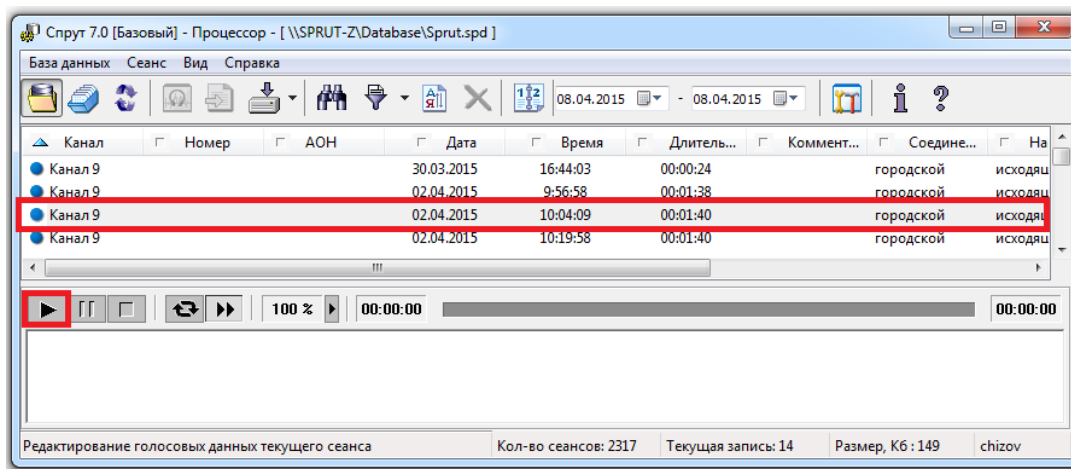 Спрут 7.0 [Базовый] - Процессор - [ \\SPRUT-Z\Database\Sprut.spd ]
База данных Сеанс Вид Справка
08.04.2015 - 08.04.2015
Канал Номер АОН Дата Время Длитель... Коммент... Соедине... На
Канал 9 30.03.2015 16:44:03 00:00:24 городской исходящ
Канал 9 02.04.2015 9:56:58 00:01:38 городской исходящ
Канал 9 02.04.2015 10:04:09 00:01:40 городской исходящ
Канал 9 02.04.2015 10:19:58 00:01:40 городской исходящ
100 % 00:00:00 00:00:00
Редактирование голосовых данных текущего сеанса Кол-во сеансов: 2317 Текущая запись: 14 Размер, Кб : 149 chizov